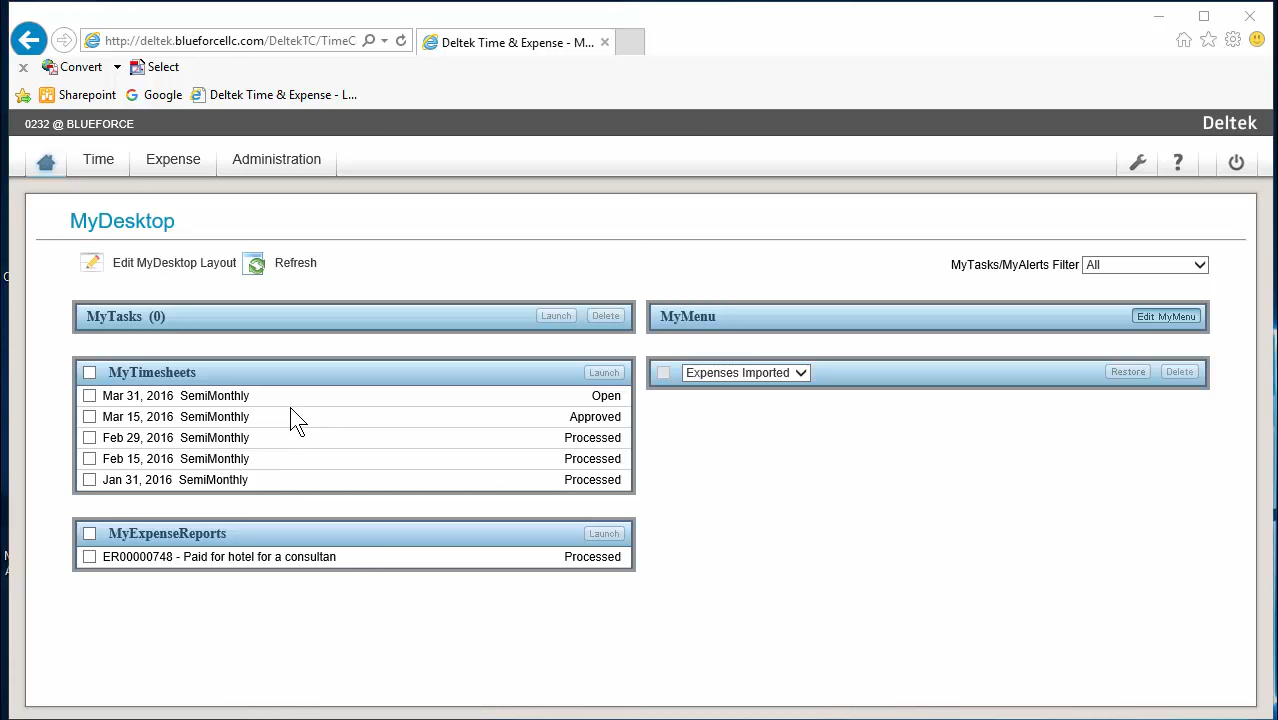 http://deltek.blueforcellc.com/DeltekTC/TimeC
Deltek Time & Expense - M...
Convert
Select
Sharepoint
Google
Deltek Time & Expense - L...
0232 @ BLUEFORCE
Deltek
Time
Expense
Administration
?
MyDesktop
Edit MyDesktop Layout
Refresh
MyTasks/MyAlerts Filter All
MyTasks (0)
Launch
Delete
MyMenu
Edit MyMenu
MyTimesheets
Launch
Expenses Imported
Restore
Delete
Mar 31, 2016 SemiMonthly Open
Mar 15, 2016 SemiMonthly Approved
Feb 29, 2016 SemiMonthly Processed
Feb 15, 2016 SemiMonthly Processed
Jan 31, 2016 SemiMonthly Processed
MyExpenseReports
Launch
ER00000748 - Paid for hotel for a consultan Processed